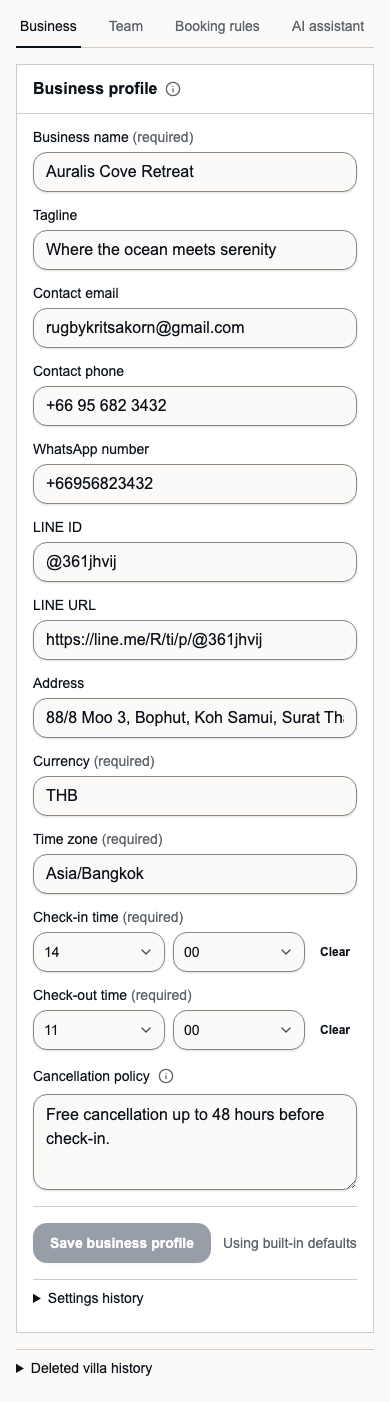 Business Team Booking rules AI assistant
Business profile
Business name (required)
Auralis Cove Retreat
Tagline
Where the ocean meets serenity
Contact email
rugbykritsakorn@gmail.com
Contact phone
+66 95 682 3432
WhatsApp number
+66956823432
LINE ID
@361jhvij
LINE URL
https://line.me/R/ti/p/@361jhvij
Address
88/8 Moo 3, Bophut, Koh Samui, Surat Tha
Currency (required)
THB
Time zone (required)
Asia/Bangkok
Check-in time (required)
14 00 Clear
Check-out time (required)
11 00 Clear
Cancellation policy
Free cancellation up to 48 hours before
check-in.
Save business profile Using built-in defaults
Settings history
Deleted villa history